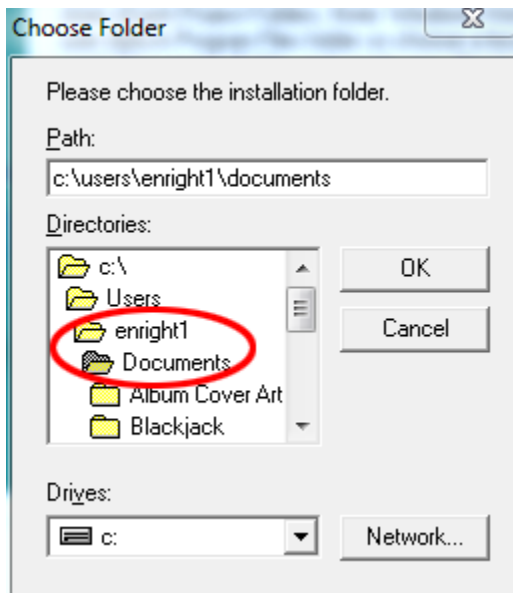 Choose Folder
Please choose the installation folder.
Path:
c:\users\enright1\documents
Directories:
c:\
OK
Users
enright1
Cancel
Documents
Album Cover Art
Blackjack
Drives:
c:
Network...